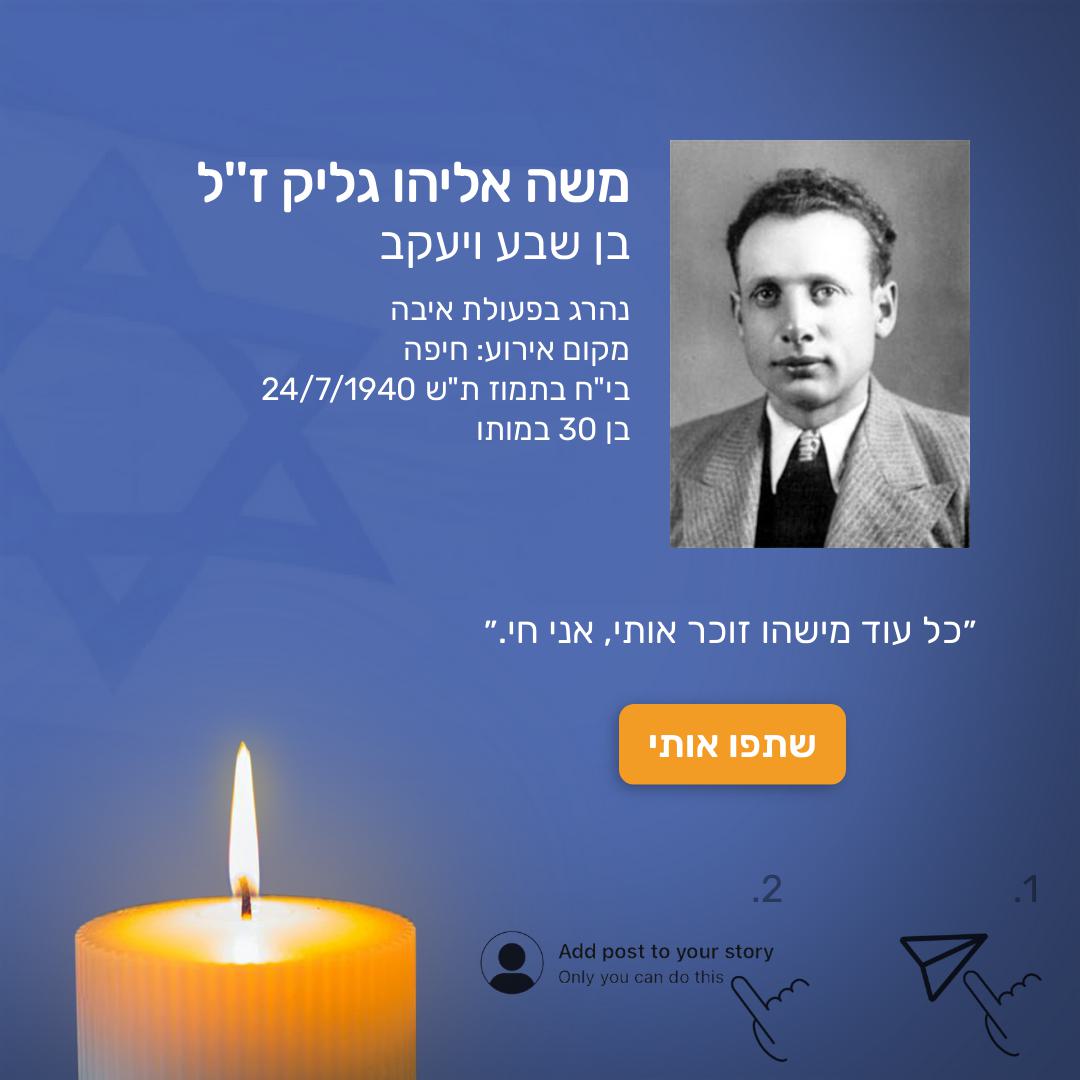 משה אליהו גליק ז"ל
בן שבע ויעקב
נהרג בפעולת איבה
מקום אירוע: חיפה
בי"ח בתמוז ת"ש 24/7/1940
בן 30 במותו
״כל עוד מישהו זוכר אותי, אני חי.״
שתפו אותי
1.
2.
Add post to your story
Only you can do this